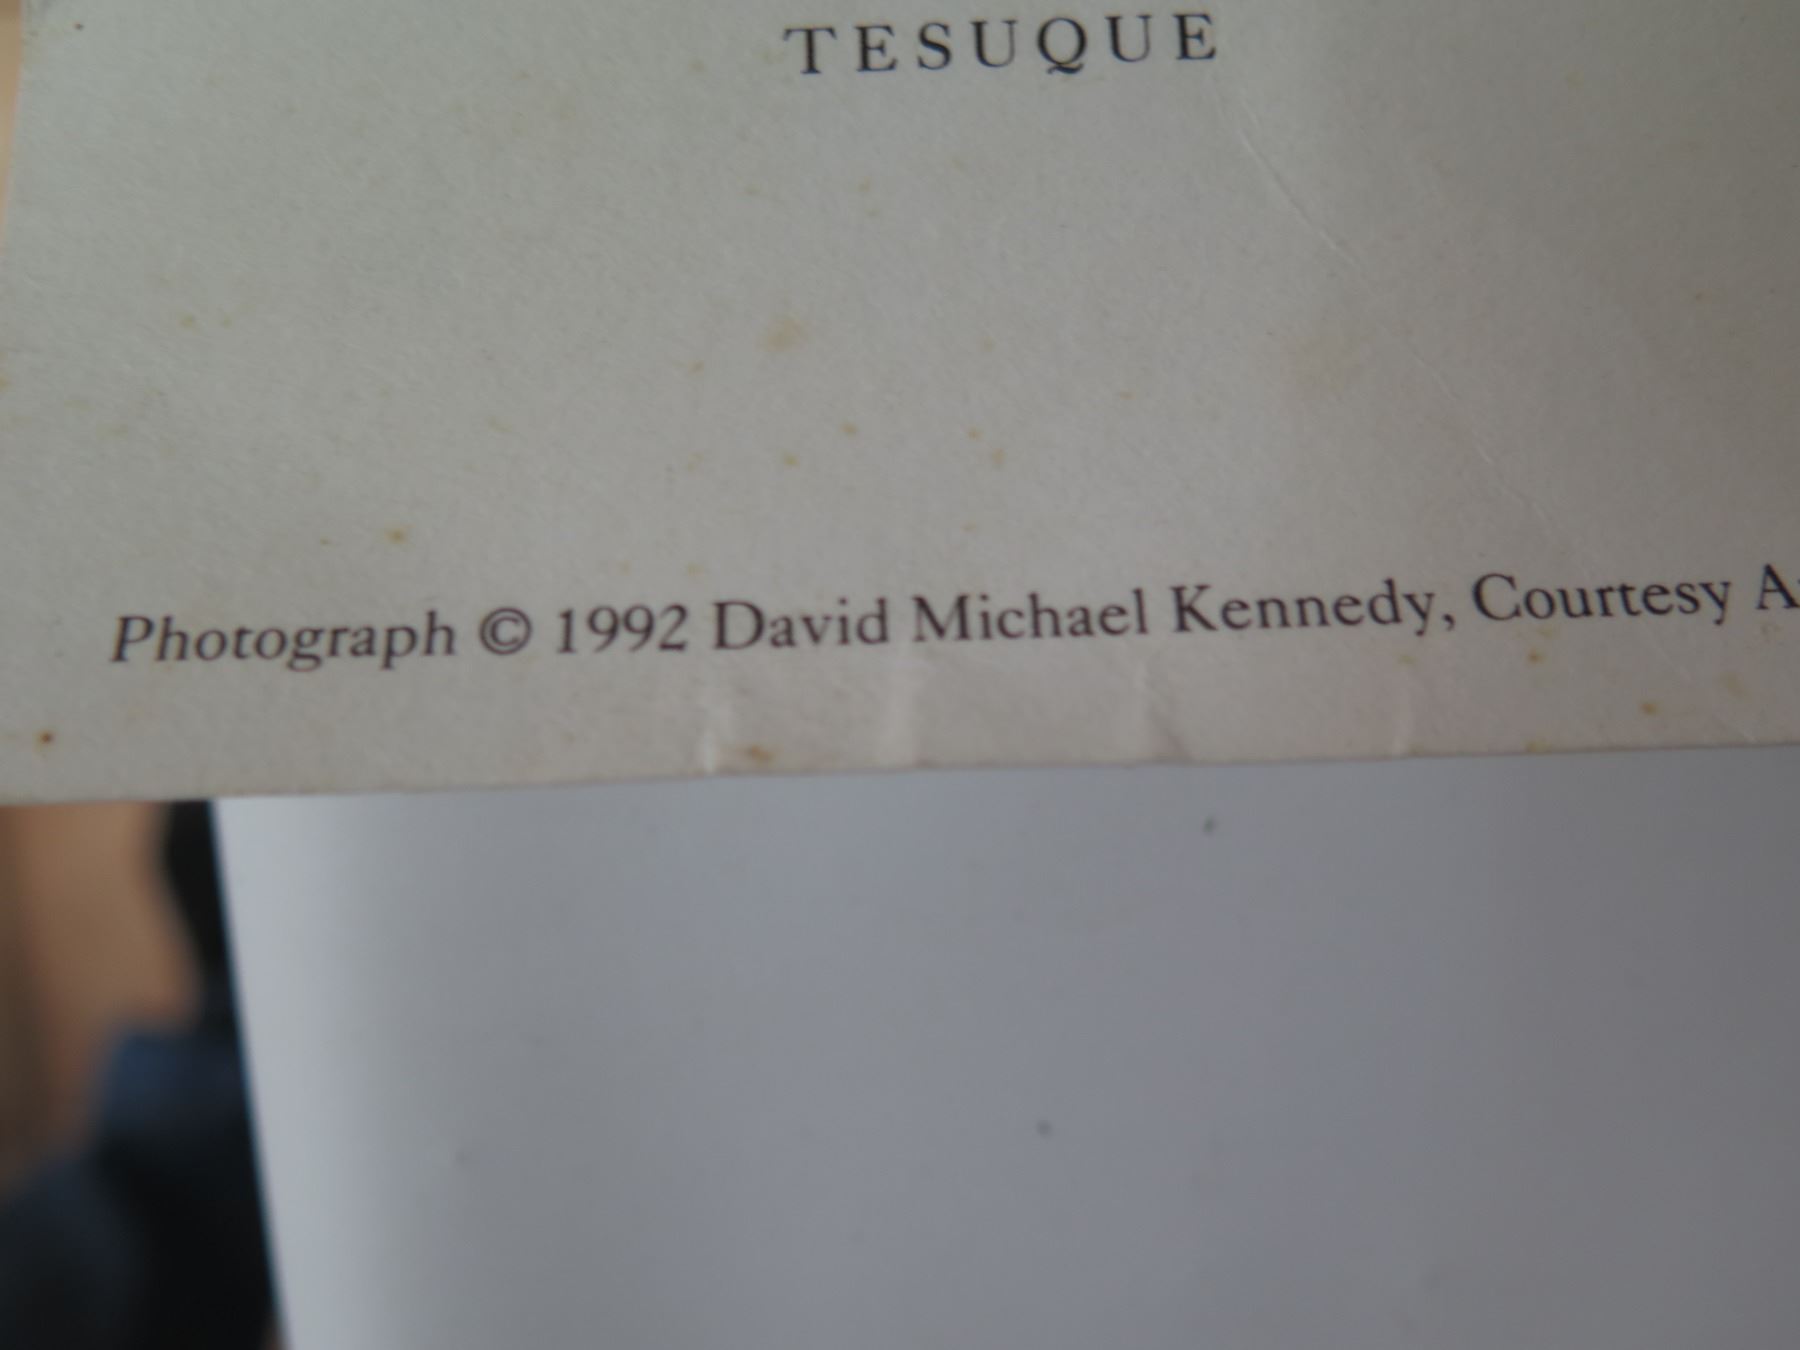 TESUQUE
Photograph © 1992 David Michael Kennedy, Courtesy